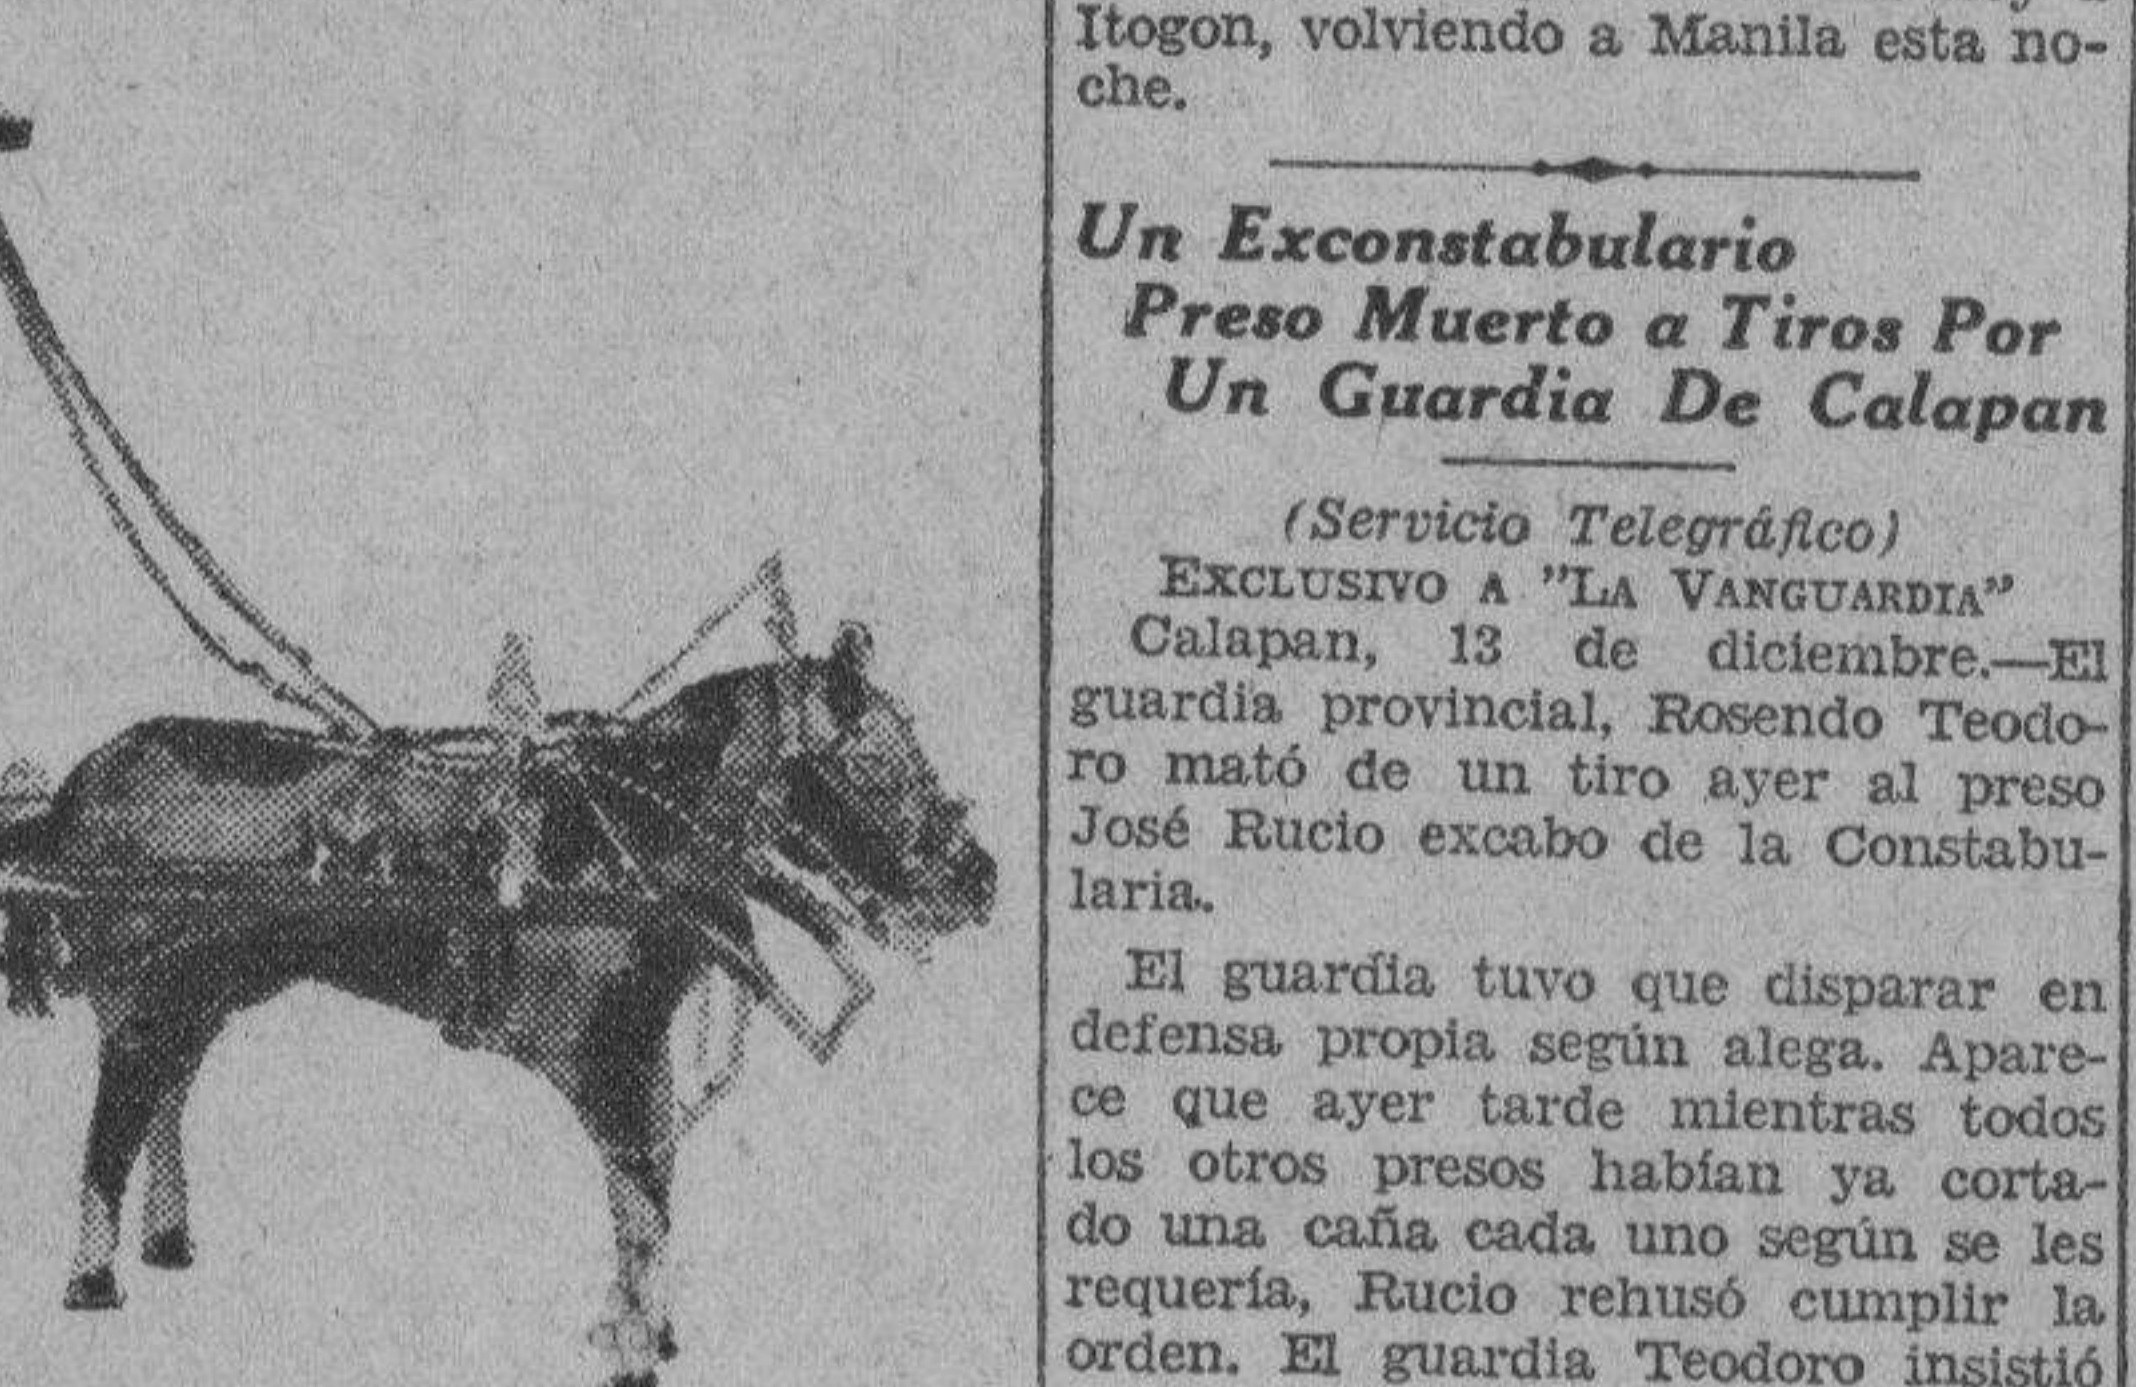 Itogon, volviendo a Manila esta no-
che.
Un Exconstabulario
Preso Muerto a Tiros Por
Un Guardia De Calapan
(Servicio Telegráfico)
EXCLUSIVO A "LA VANGUARDIA"
Calapan, 13 de diciembre.—El
guardia provincial, Rosendo Teodo-
ro mató de un tiro ayer al preso
José Rucio excabo de la Constabu-
laria.
El guardia tuvo que disparar en
defensa propia según alega. Apare-
ce que ayer tarde mientras todos
los otros presos habían ya corta-
do una caña cada uno según se les
requería, Rucio rehusó cumplir la
orden. El guardia Teodoro insistió